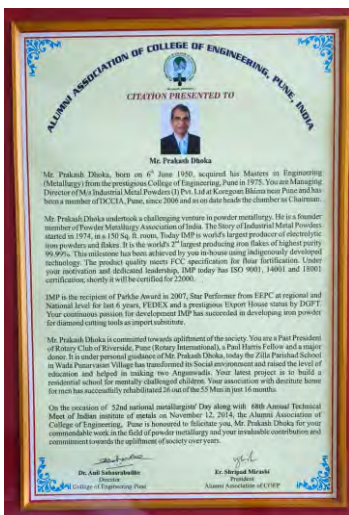 ALUMNI ASSOCIATION OF COLLEGE OF ENGINEERING, PUNE, INDIA
CITATION PRESENTED TO
Mr. Prakash Dhoka
Mr. Prakash Dhoka, born on 6th June 1950, acquired his Masters in Engineering
(Metallurgy) from the prestigious College of Engineering, Pune in 1975. You are Managing
Director of M/s Industrial Metal Powders (I) Pvt. Ltd at Koregoan Bhima near Pune and has
been a member of DCCIA, Pune, since 2006 and as on date heads the chamber as Chairman.
Mr. Prakash Dhoka undertook a challenging venture in powder metallurgy. He is a founder
member of Powder Metallurgy Association of India. The Story of Industrial Metal Powders
started in 1974, in a 150 Sq. ft. room, Today IMP is world's largest producer of electrolytic
iron powders and flakes. It is the world's 2nd largest producing iron flakes of highest purity
99.99%. This milestone has been achieved by you in-house using indigenously developed
technology. The product quality meets FCC specification for flour fortification. Under
your motivation and dedicated leadership, IMP today has ISO 9001, 14001 and 18001
certification; shortly it will be certified for 22000.
IMP is the recipient of Parkhe Award in 2007, Star Performer from EEPC at regional and
National level for last 6 years, FEDEX and a prestigious Export House status by DGFT.
Your continuous passion for development IMP has succeeded in developing iron powder
for diamond cutting tools as import substitute.
Mr. Prakash Dhoka is committed towards upliftment of the society. You are a Past President
of Rotary Club of Riverside, Pune (Rotary International), a Paul Harris Fellow and a major
donor. It is under personal guidance of Mr. Prakash Dhoka, today the Zilla Parishad School
in Wada Punarvasan Village has transformed its Social environment and raised the level of
education and helped in making two Anganwadis. Your latest project is to build a
residential school for mentally challenged children. Your association with destitute home
for men has successfully rehabilitated 26 out of the 55 Men in just 16 months.
On the occasion of 52nd national metallurgists' Day along with 68th Annual Technical
Meet of Indian institute of metals on November 12, 2014, the Alumni Association of
College of Engineering, Pune is honoured to felicitate you, Mr. Prakash Dhoka for your
commendable work in the field of powder metallurgy and your invaluable contribution and
commitment towards the upliftment of society over years.
Dr. Anil Sahasrabudhe
Director
College of Engineering Pune
Er. Shripad Mirashi
President
Alumni Association of COEP